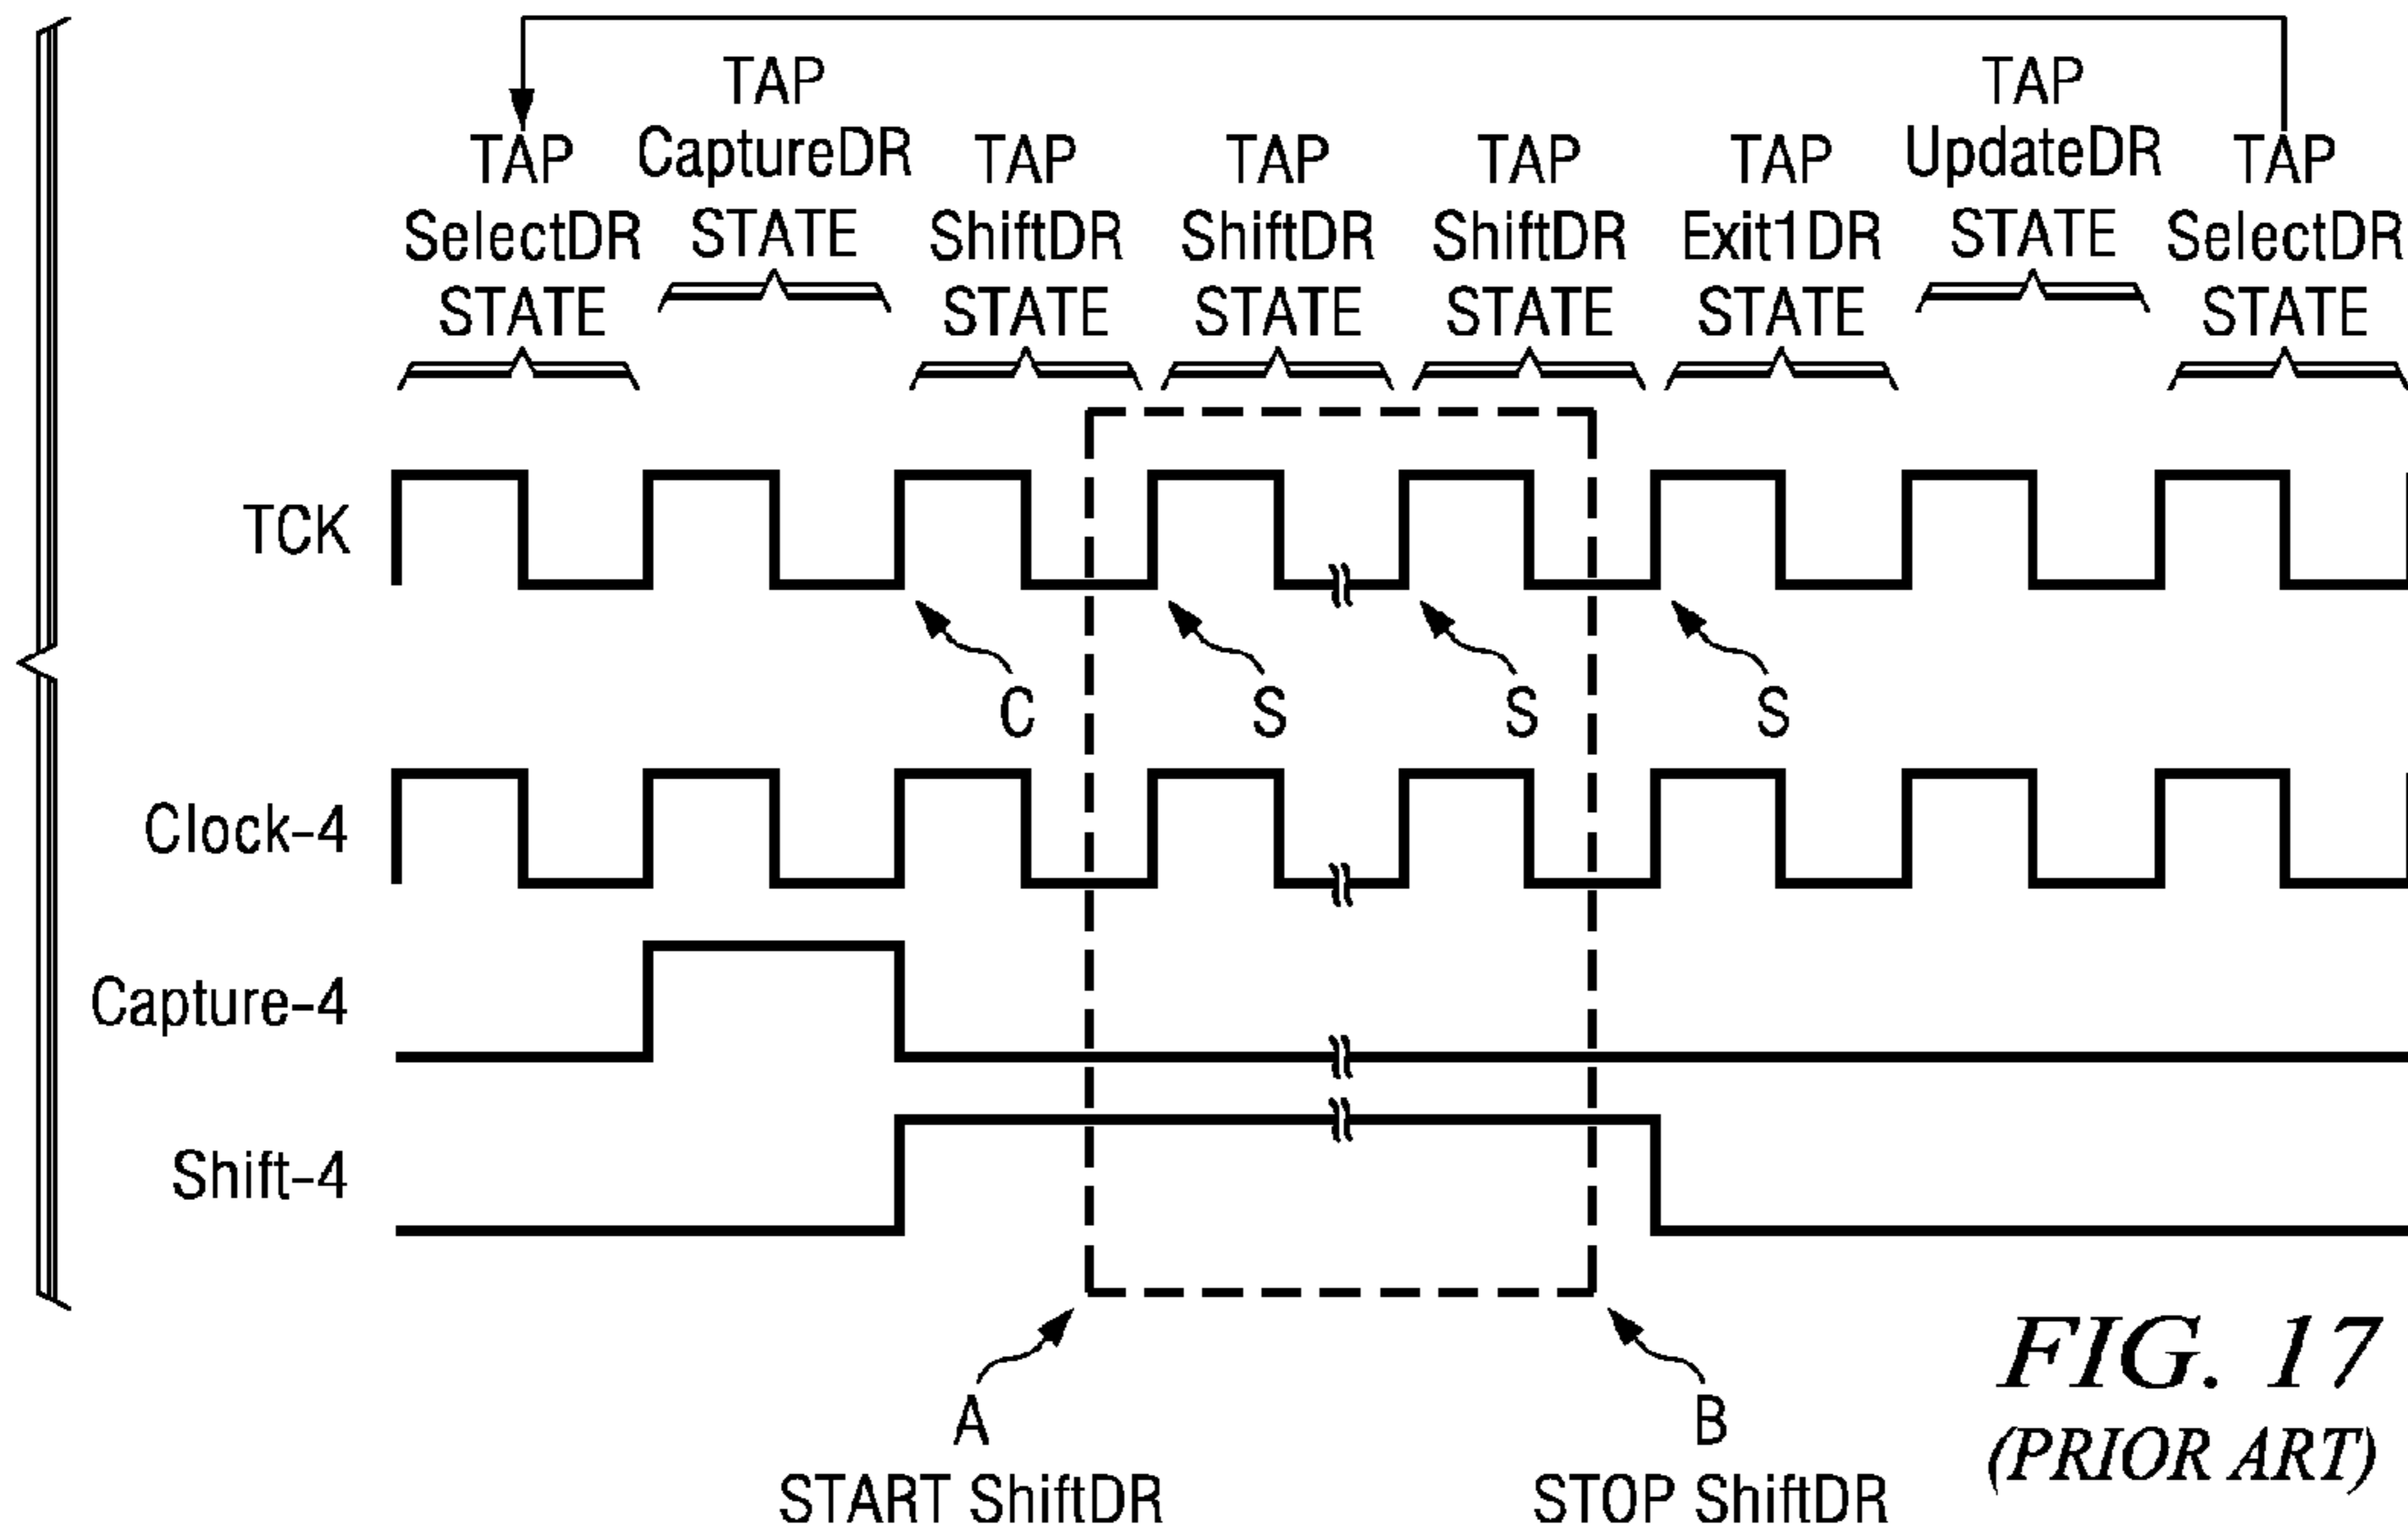 TAP
SelectDR
STATE
TAP
CaptureDR
STATE
TAP
ShiftDR
STATE
TAP
ShiftDR
STATE
TAP
ShiftDR
STATE
TAP
Exit1DR
STATE
TAP
UpdateDR
STATE
TAP
SelectDR
STATE
TCK
C
S
S
S
Clock-4
Capture-4
Shift-4
A
START ShiftDR
B
STOP ShiftDR
FIG. 17
(PRIOR ART)